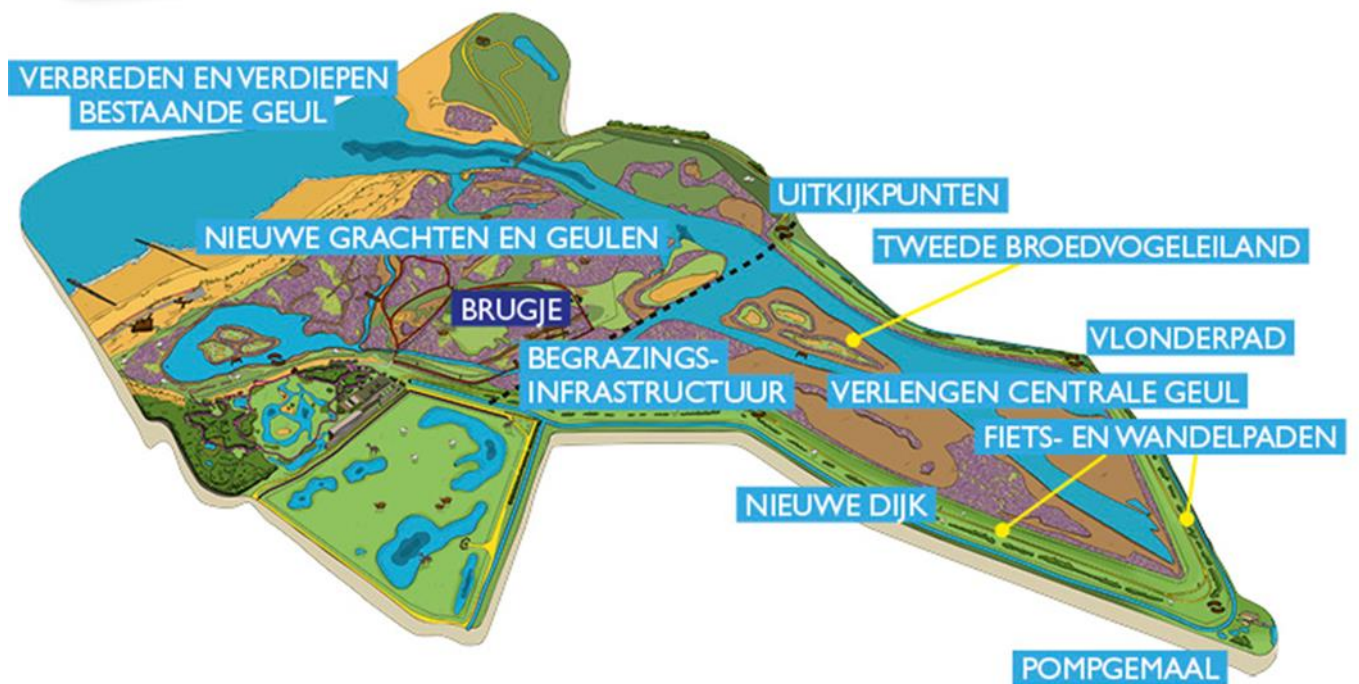 VERBREDEN EN VERDIEPEN
BESTAANDE GEUL
UITKIJKPUNTEN
NIEUWE GRACHTEN EN GEULEN
TWEEDE BROEDVOGELEILAND
BRUGJE
VLONDERPAD
BEGRAZINGS-
INFRASTRUCTUUR
VERLENGEN CENTRALE GEUL
FIETS- EN WANDELPADEN
NIEUWE DIJK
POMPGEMAAL